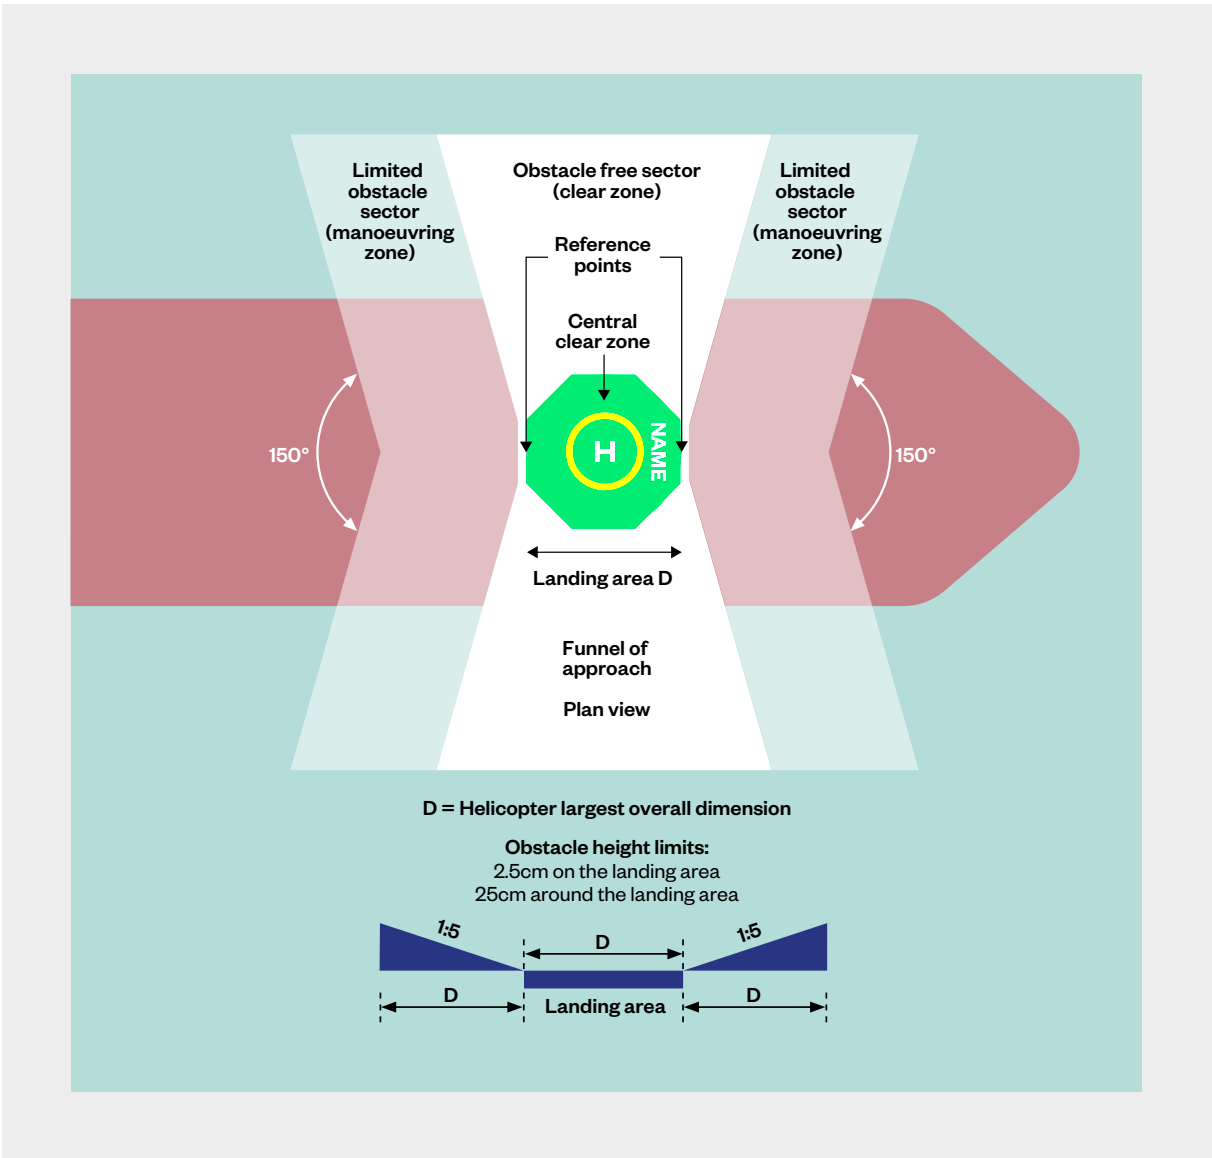 Limited
obstacle
sector
(manoeuvring
zone)
Obstacle free sector
(clear zone)
Limited
obstacle
sector
(manoeuvring
zone)
Reference
points
Central
clear zone
H
NAME
150°
150°
Landing area D
Funnel of
approach
Plan view
D = Helicopter largest overall dimension
Obstacle height limits:
2.5cm on the landing area
25cm around the landing area
1:5
D
1:5
D
Landing area
D